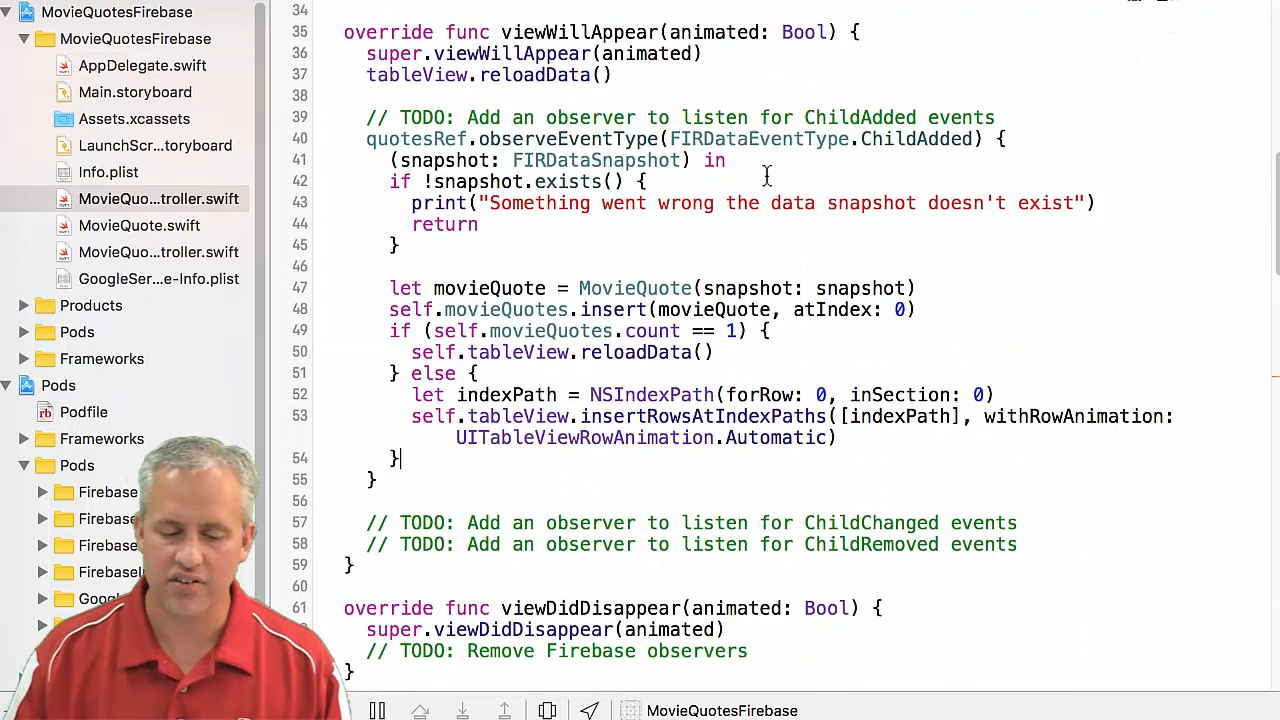 MovieQuotesFirebase
MovieQuotesFirebase
AppDelegate.swift
Main.storyboard
Assets.xcassets
LaunchScr...toryboard
Info.plist
MovieQuo...troller.swift
MovieQuote.swift
MovieQuo...troller.swift
GoogleSer...e-Info.plist
Products
Pods
Frameworks
Pods
Podfile
Frameworks
Pods
Firebase
Firebase
Firebase
Firebase
Goog
34
35 override func viewWillAppear(animated: Bool) {
36 super.viewWillAppear(animated)
37 tableView.reloadData()
38
39 // TODO: Add an observer to listen for ChildAdded events
40 quotesRef.observeEventType(FIRDataEventType.ChildAdded) {
41 (snapshot: FIRDataSnapshot) in
42 if !snapshot.exists() {
43 print("Something went wrong the data snapshot doesn't exist")
44 return
45 }
46
47 let movieQuote = MovieQuote(snapshot: snapshot)
48 self.movieQuotes.insert(movieQuote, atIndex: 0)
49 if (self.movieQuotes.count == 1) {
50 self.tableView.reloadData()
51 } else {
52 let indexPath = NSIndexPath(forRow: 0, inSection: 0)
53 self.tableView.insertRowsAtIndexPaths([indexPath], withRowAnimation:
UITableViewRowAnimation.Automatic)
54 }
55 }
56
57 // TODO: Add an observer to listen for ChildChanged events
58 // TODO: Add an observer to listen for ChildRemoved events
59 }
60
61 override func viewDidDisappear(animated: Bool) {
62 super.viewDidDisappear(animated)
63 // TODO: Remove Firebase observers
64 }
MovieQuotesFirebase